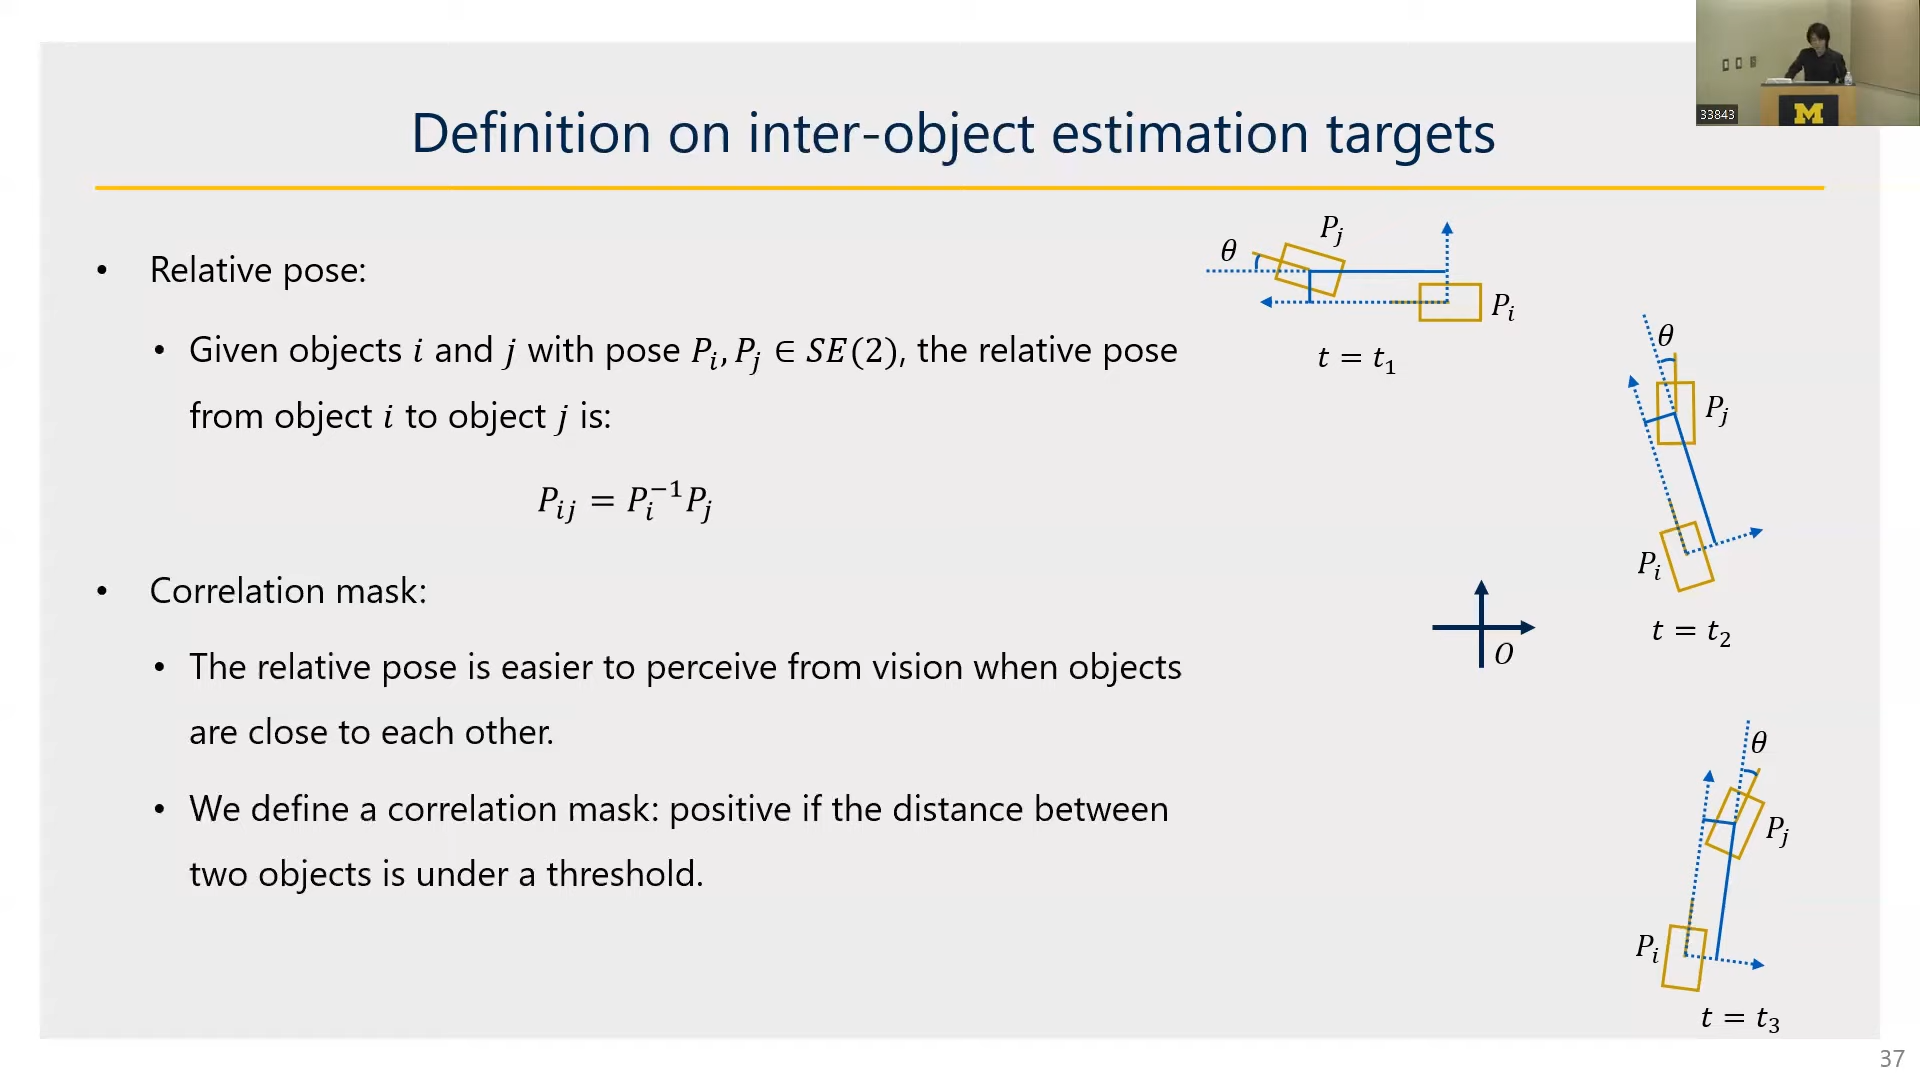 33843
M
Definition on inter-object estimation targets
• Relative pose:
• Given objects i and j with pose P_i, P_j ∈ SE(2), the relative pose
from object i to object j is:
P_{ij} = P_i^{-1} P_j
• Correlation mask:
• The relative pose is easier to perceive from vision when objects
are close to each other.
• We define a correlation mask: positive if the distance between
two objects is under a threshold.
θ
P_j
P_i
t = t_1
θ
P_j
P_i
t = t_2
O
θ
P_j
P_i
t = t_3
37